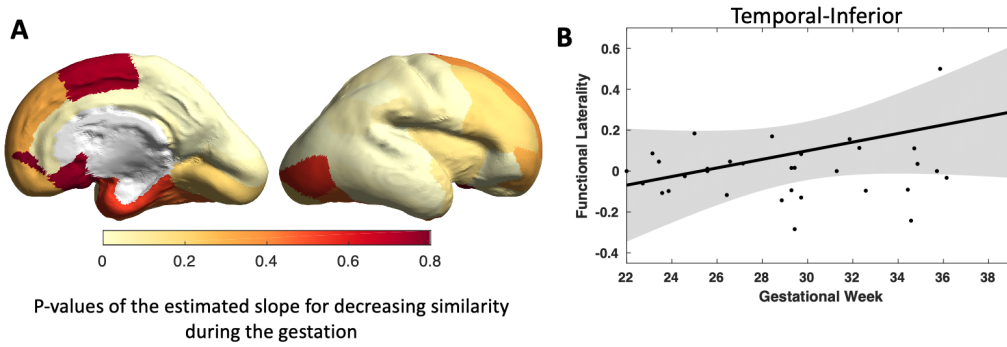 A
0 0.2 0.4 0.6 0.8
P-values of the estimated slope for decreasing similarity
during the gestation
Temporal-Inferior
B
Functional Laterality
0.6
0.4
0.2
0
-0.2
-0.4
22 24 26 28 30 32 34 36 38
Gestational Week